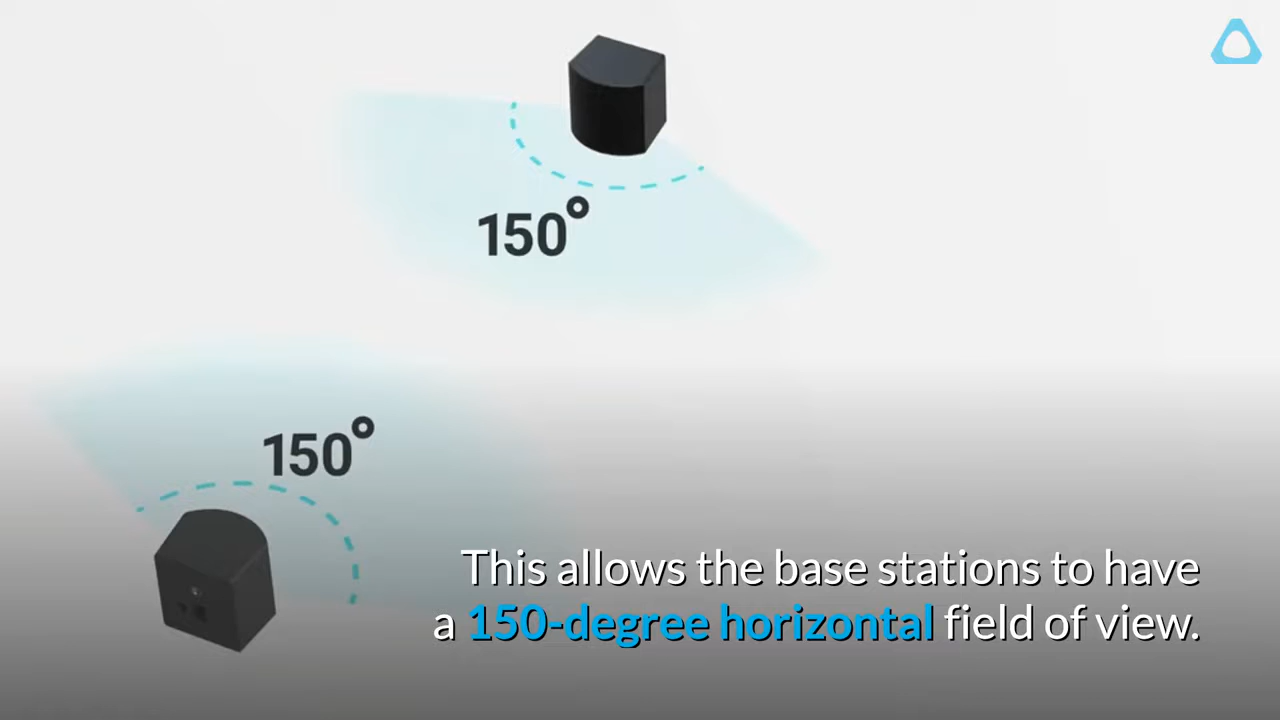 150°
150°
This allows the base stations to have
a 150-degree horizontal field of view.